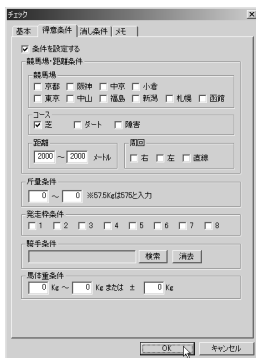 チェック
基本 得意条件 消し条件 メモ
条件を設定する
競馬場・距離条件
競馬場
京都 阪神 中京 小倉
東京 中山 福島 新潟 札幌 函館
コース
芝 ダート 障害
距離 周回
2000 ～ 2000 メートル 右 左 直線
斤量条件
0 ～ 0 ※57.5Kgは575と入力
発走枠条件
1 2 3 4 5 6 7 8
騎手条件
検索 消去
馬体重条件
0 Kg ～ 0 Kg または ± 0 Kg
OK キャンセル